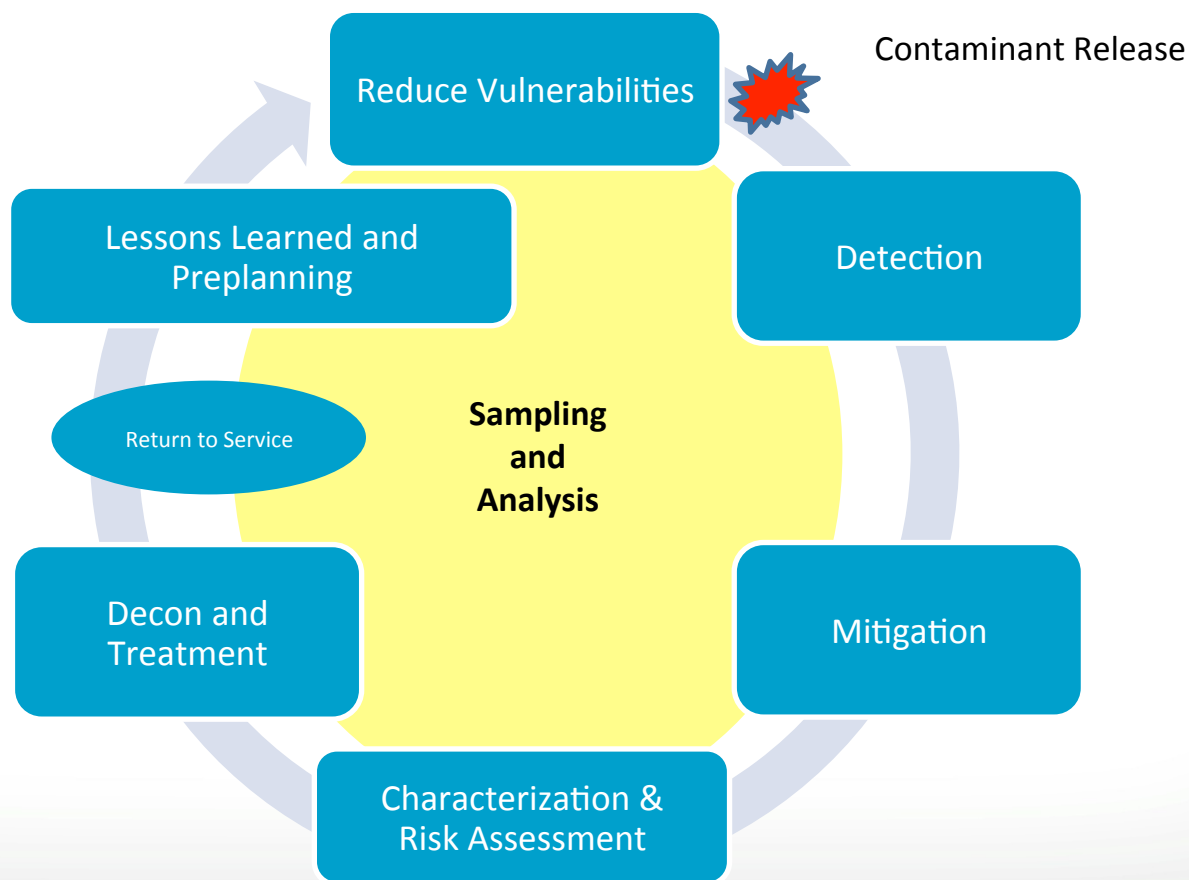 Contaminant Release
Reduce Vulnerabilities
Detection
Mitigation
Characterization &
Risk Assessment
Decon and
Treatment
Return to Service
Lessons Learned and
Preplanning
Sampling
and
Analysis